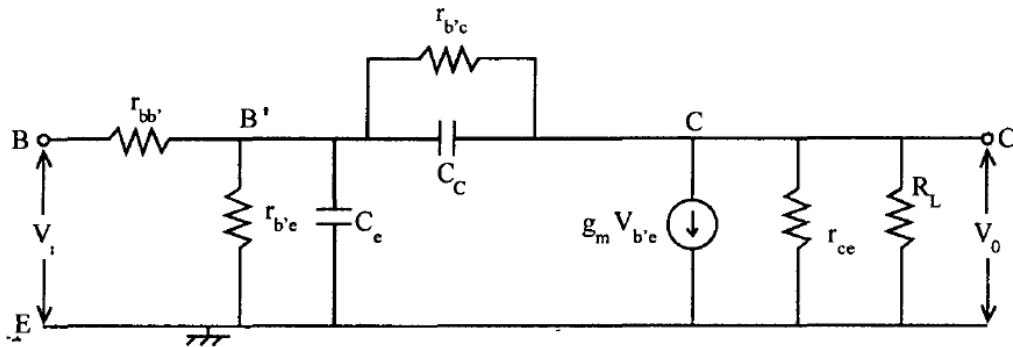 r_b'c
r_bb'
B'
B
C_C
C
C
V_i
r_b'e
C_e
g_m V_b'e
r_ce
R_L
V_0
E